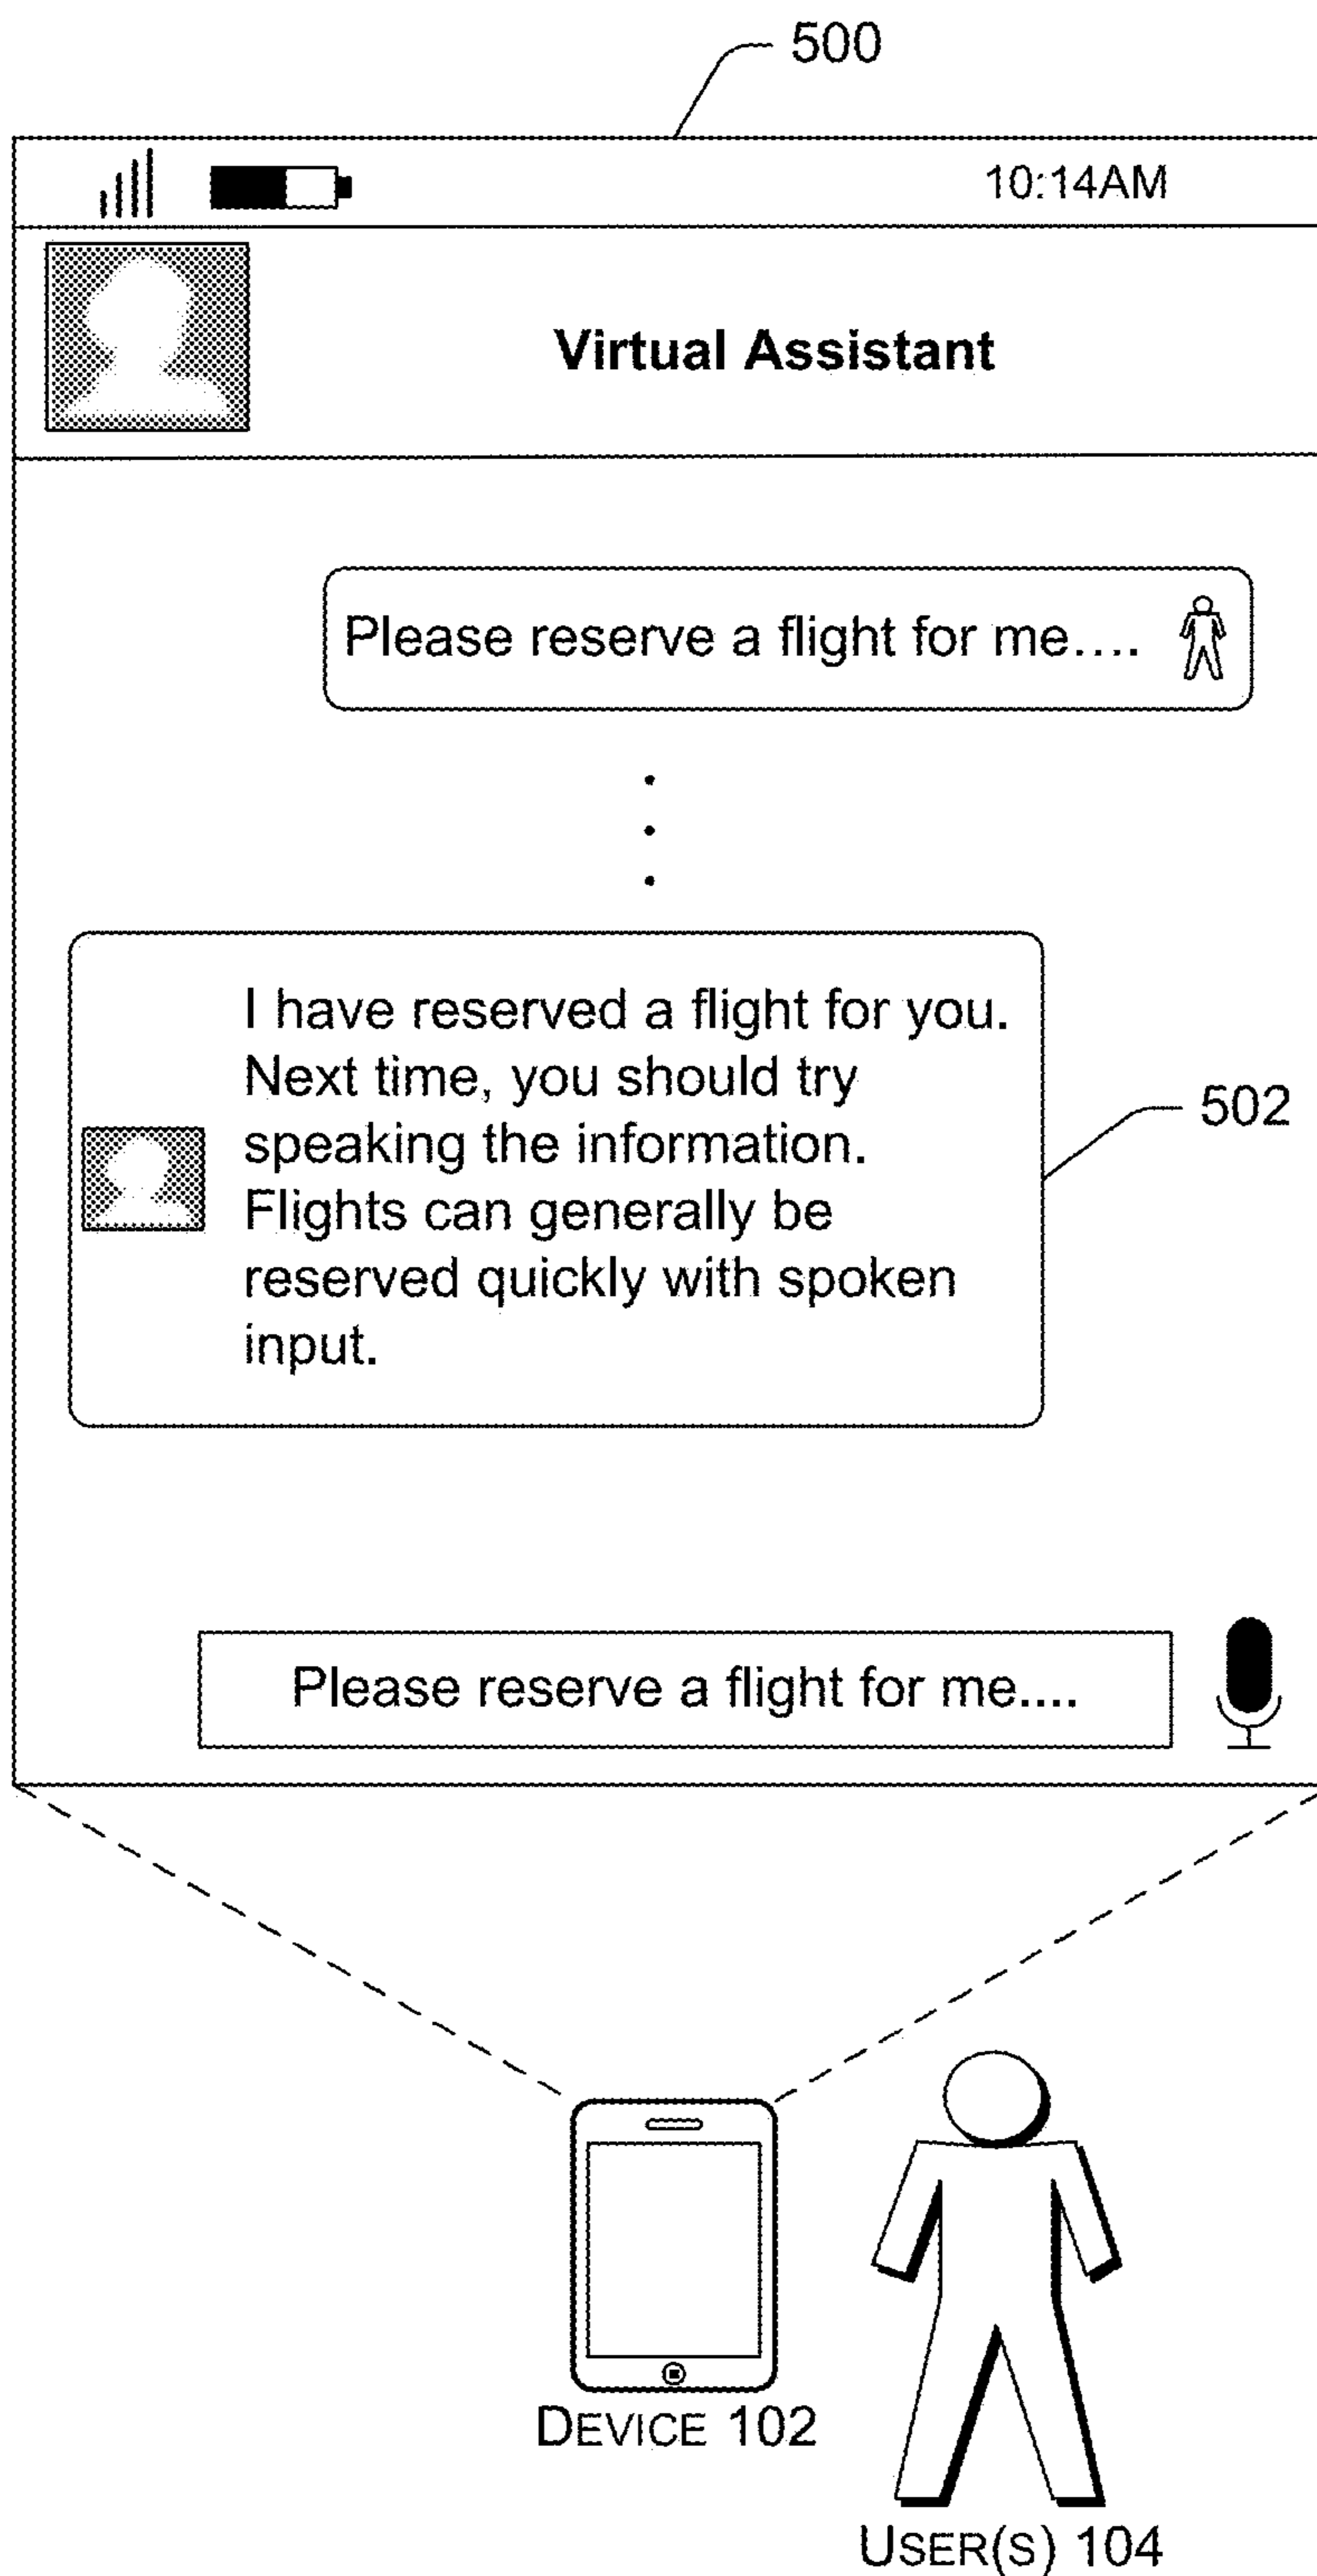 500
10:14AM
Virtual Assistant
Please reserve a flight for me....
I have reserved a flight for you.
Next time, you should try
speaking the information.
Flights can generally be
reserved quickly with spoken
input.
502
Please reserve a flight for me....
DEVICE 102
USER(S) 104